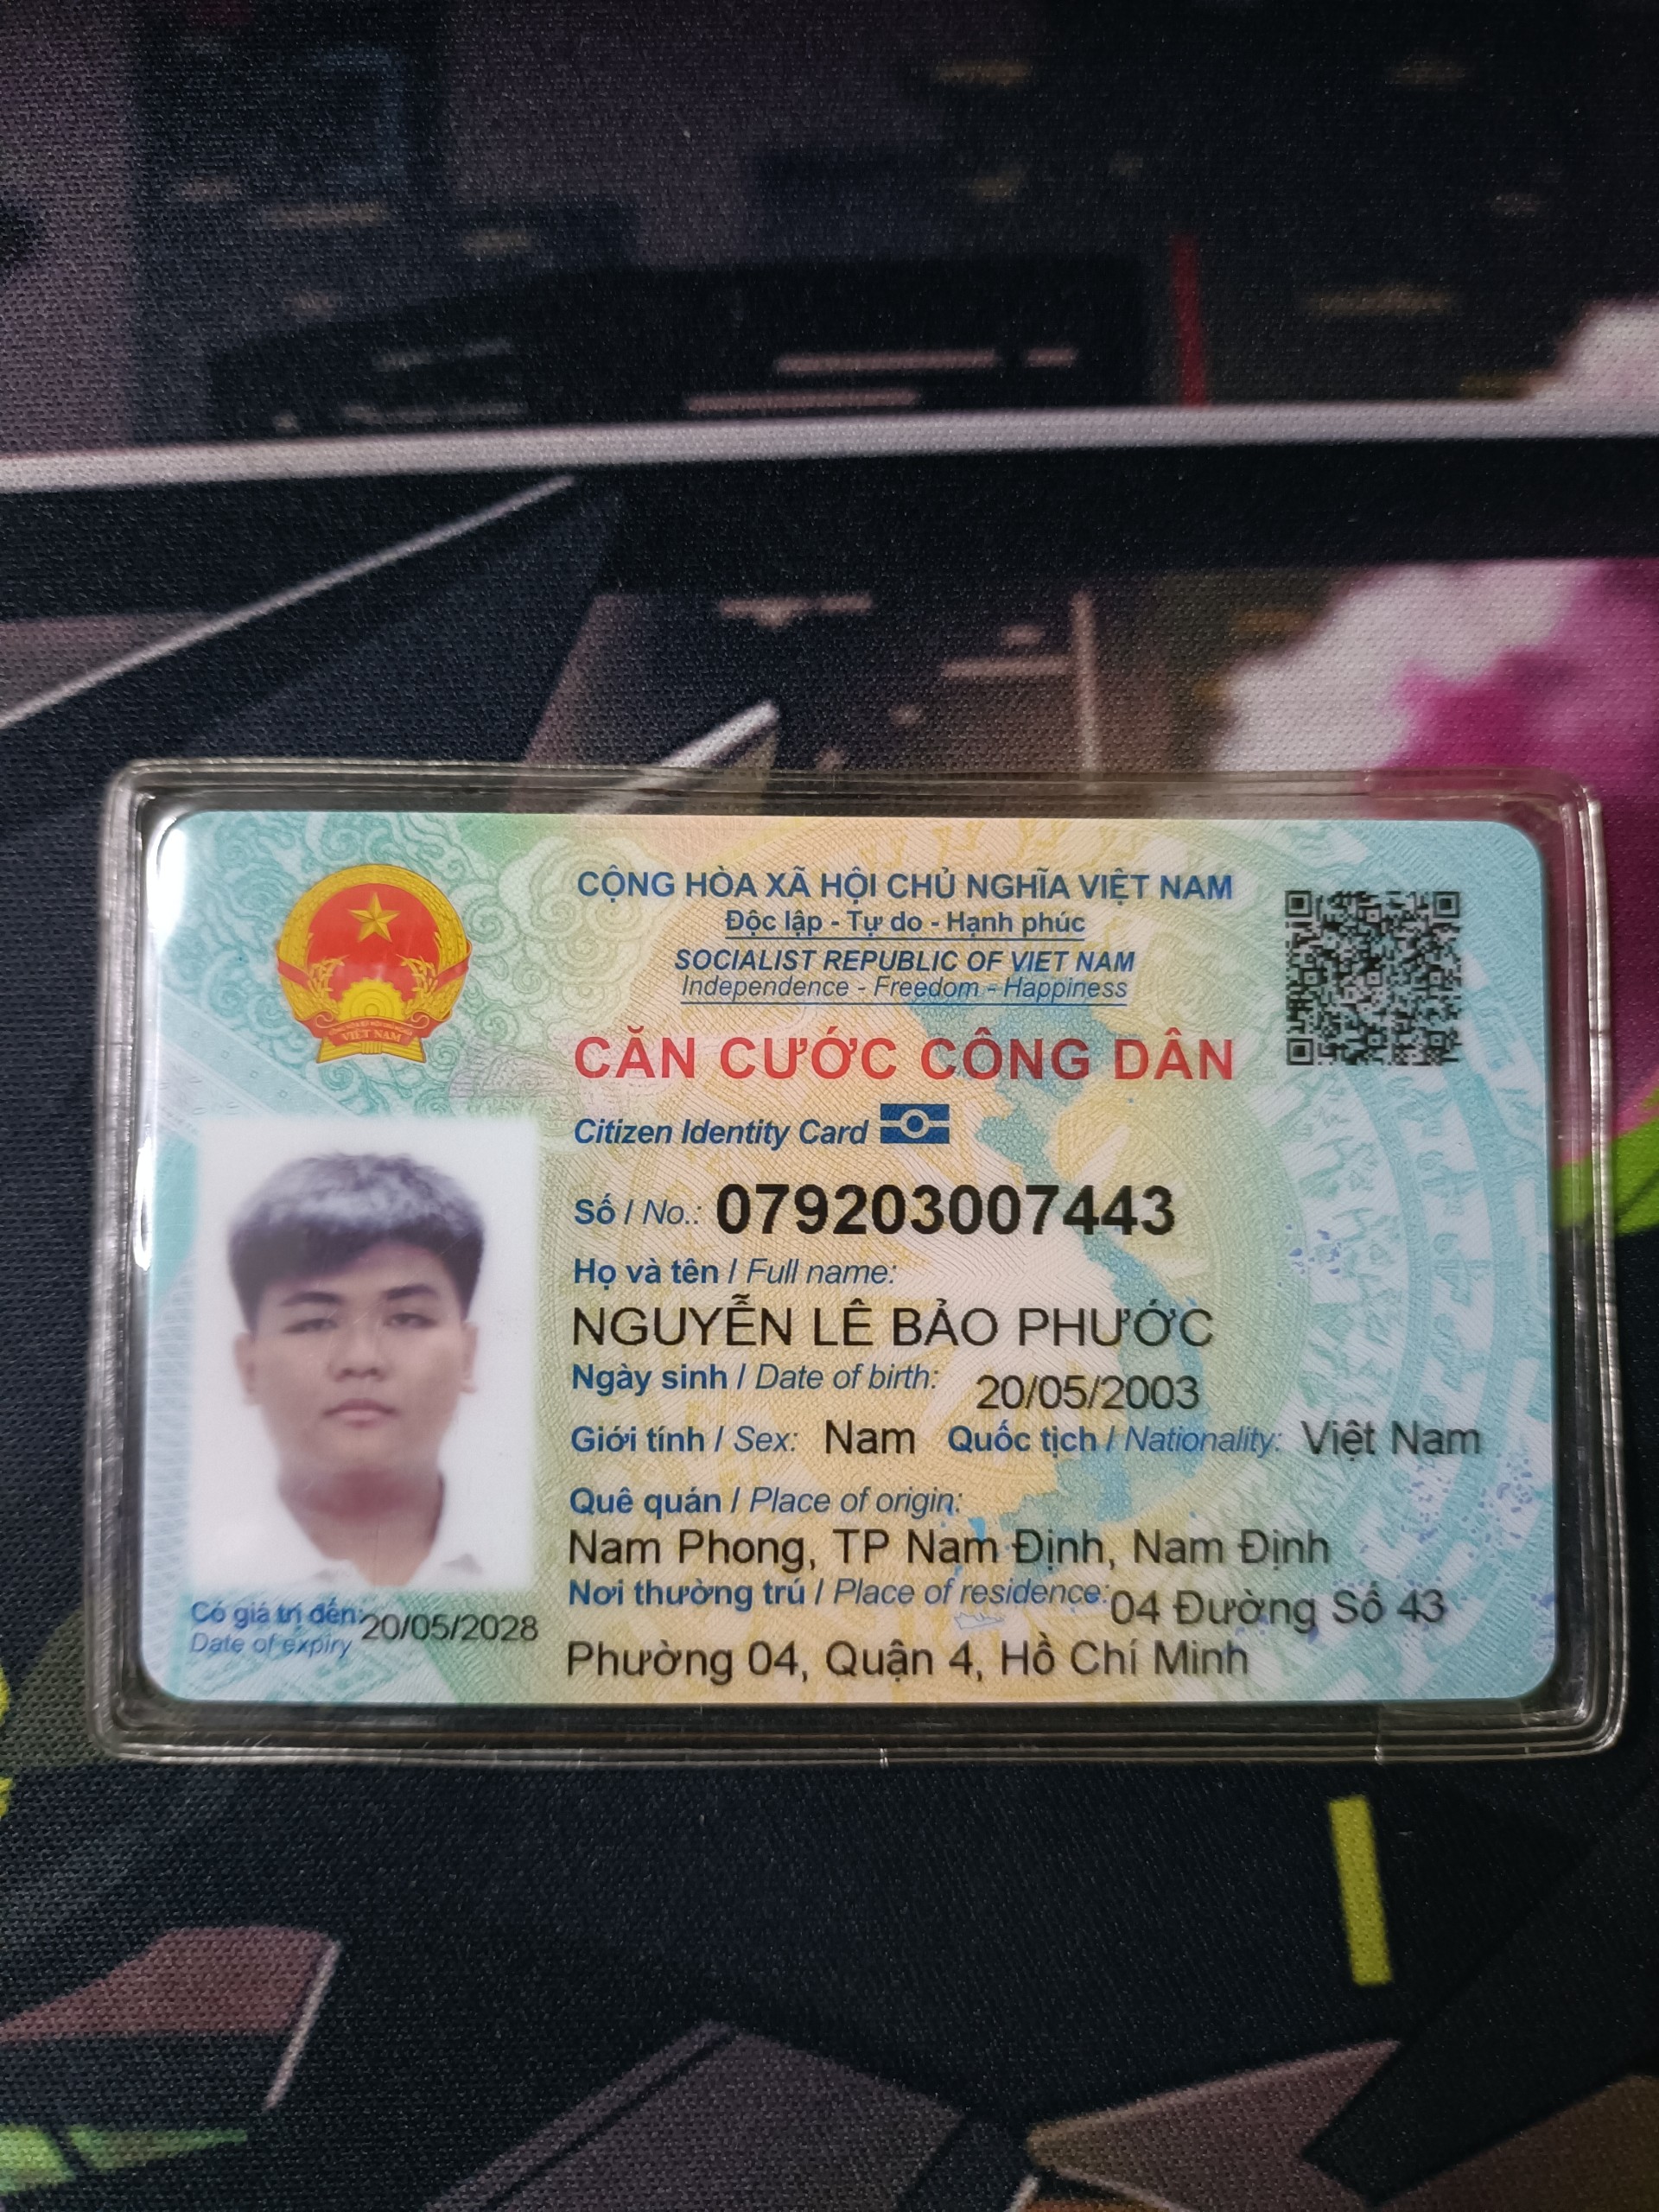 CỘNG HÒA XÃ HỘI CHỦ NGHĨA VIỆT NAM
Độc lập - Tự do - Hạnh phúc
SOCIALIST REPUBLIC OF VIET NAM
Independence - Freedom - Happiness
CĂN CƯỚC CÔNG DÂN
Citizen Identity Card
Số / No.: 079203007443
Họ và tên / Full name:
NGUYỄN LÊ BẢO PHƯỚC
Ngày sinh / Date of birth: 20/05/2003
Giới tính / Sex: Nam Quốc tịch / Nationality: Việt Nam
Quê quán / Place of origin:
Nam Phong, TP Nam Định, Nam Định
Nơi thường trú / Place of residence: 04 Đường Số 43
Phường 04, Quận 4, Hồ Chí Minh
Có giá trị đến: 20/05/2028
Date of expiry
VIỆT NAM